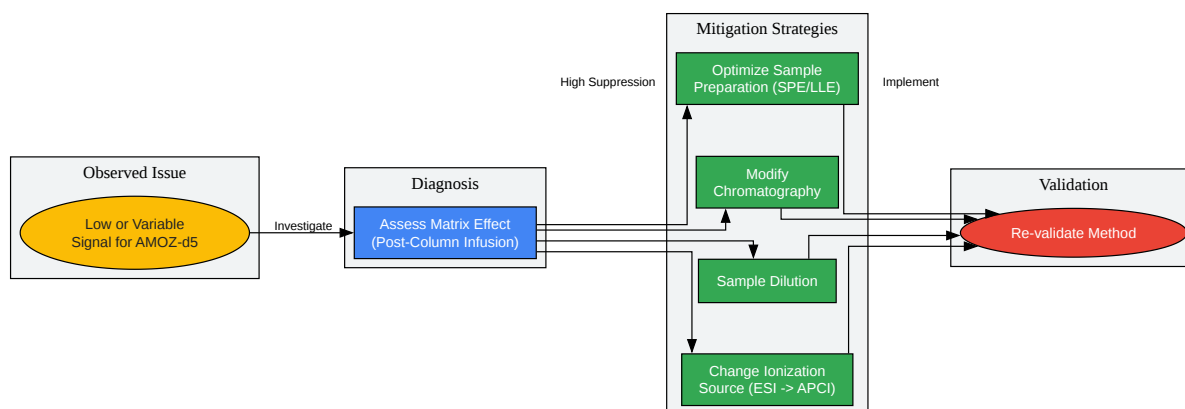 Observed Issue
Low or Variable
Signal for AMOZ-d5
Investigate
Diagnosis
Assess Matrix Effect
(Post-Column Infusion)
High Suppression
Mitigation Strategies
Optimize Sample
Preparation (SPE/LLE)
Modify
Chromatography
Sample Dilution
Change Ionization
Source (ESI -> APCI)
Implement
Validation
Re-validate Method